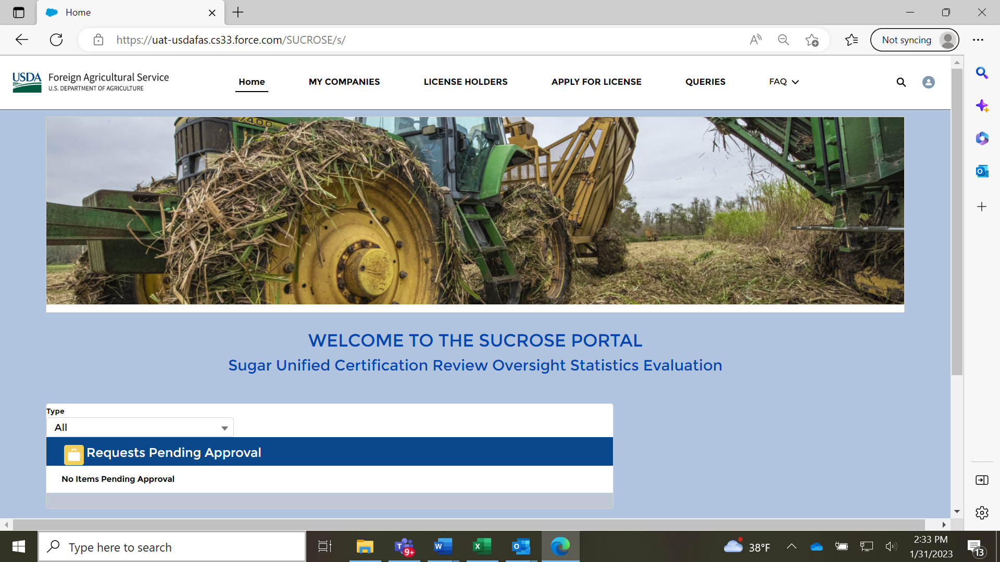 Home
https://uat-usdafas.cs33.force.com/SUCROSE/s/
Not syncing
USDA Foreign Agricultural Service
U.S. DEPARTMENT OF AGRICULTURE
Home MY COMPANIES LICENSE HOLDERS APPLY FOR LICENSE QUERIES FAQ
7400
WELCOME TO THE SUCROSE PORTAL
Sugar Unified Certification Review Oversight Statistics Evaluation
Type
All
Requests Pending Approval
No Items Pending Approval
Type here to search
9+
38°F
2:33 PM
1/31/2023
13